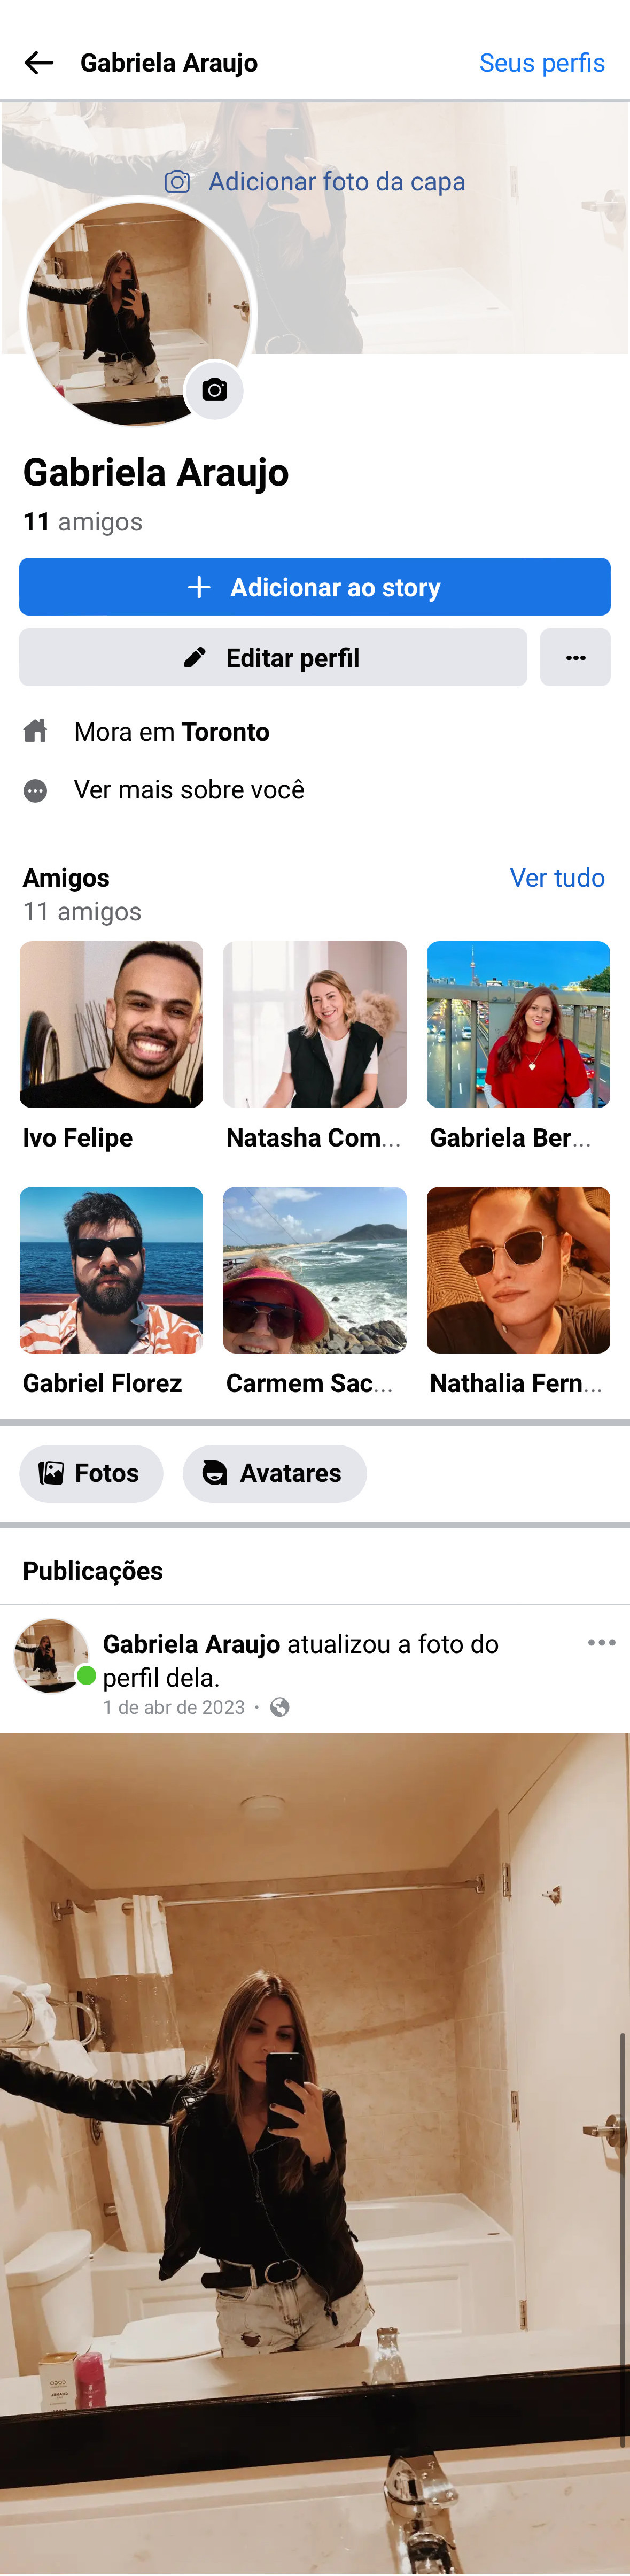 Gabriela Araujo
Seus perfis
Adicionar foto da capa
Gabriela Araujo
11 amigos
Adicionar ao story
Editar perfil
Mora em Toronto
Ver mais sobre você
Amigos
Ver tudo
11 amigos
Ivo Felipe
Natasha Com...
Gabriela Ber...
Gabriel Florez
Carmem Sac...
Nathalia Fern...
Fotos
Avatares
Publicações
Gabriela Araujo atualizou a foto do
perfil dela.
1 de abr de 2023 ·